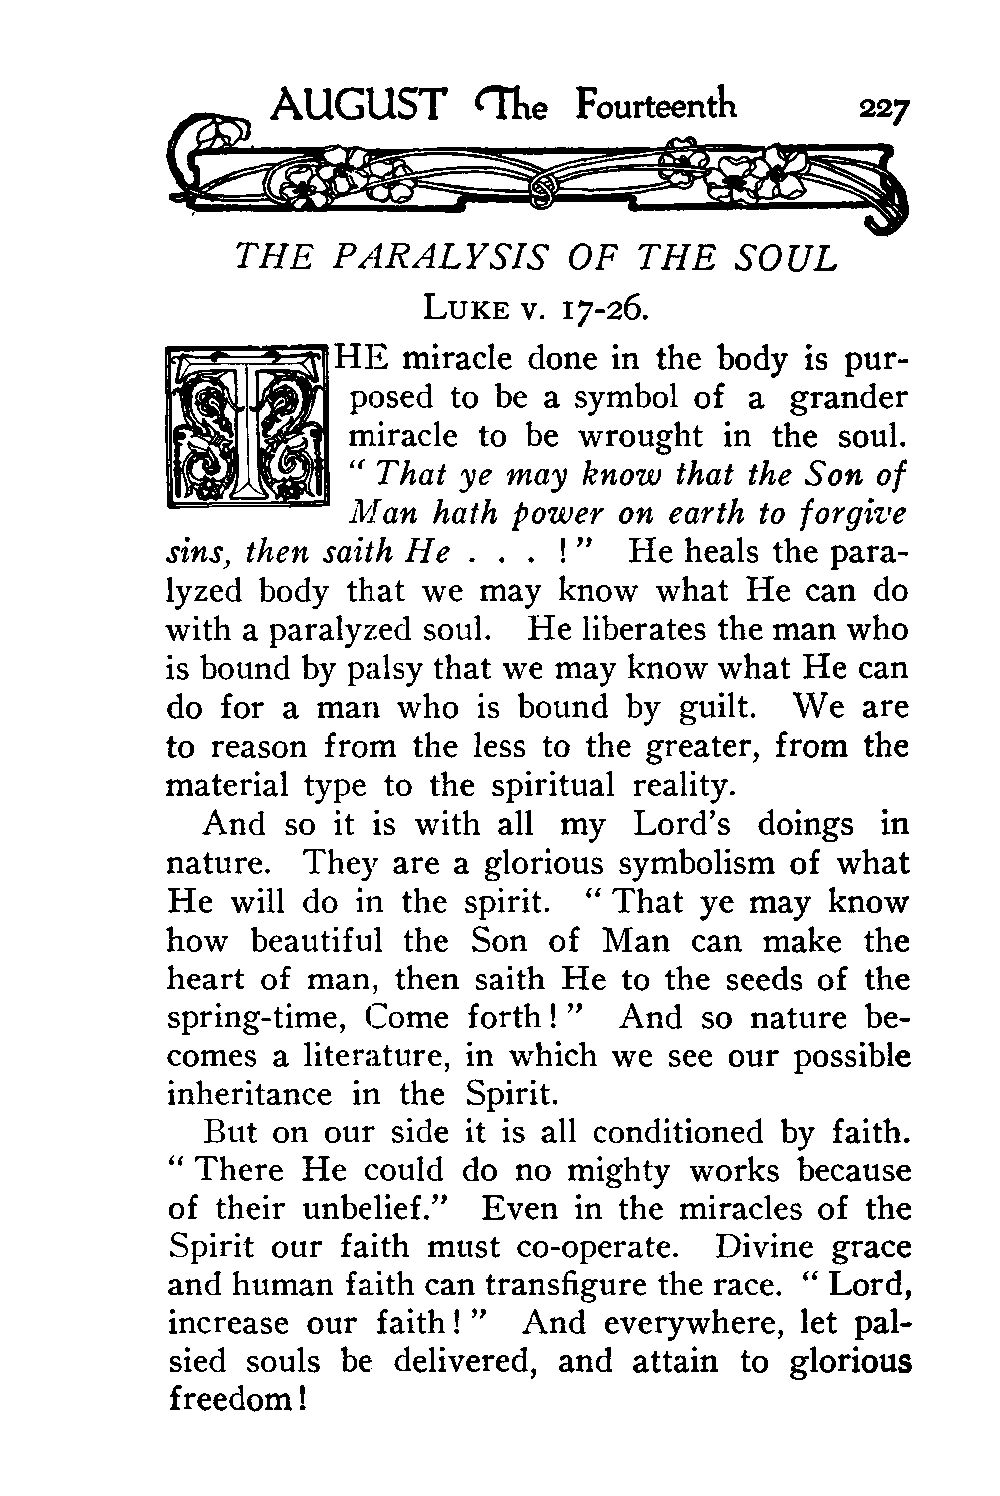 AUGUST The Fourteenth 227
THE PARALYSIS OF THE SOUL
LUKE V. 17-26.
THE miracle done in the body is pur-
posed to be a symbol of a grander
miracle to be wrought in the soul.
“ That ye may know that the Son of
Man hath power on earth to forgive
sins, then saith He . . . ! ” He heals the para-
lyzed body that we may know what He can do
with a paralyzed soul. He liberates the man who
is bound by palsy that we may know what He can
do for a man who is bound by guilt. We are
to reason from the less to the greater, from the
material type to the spiritual reality.
And so it is with all my Lord’s doings in
nature. They are a glorious symbolism of what
He will do in the spirit. “ That ye may know
how beautiful the Son of Man can make the
heart of man, then saith He to the seeds of the
spring-time, Come forth ! ” And so nature be-
comes a literature, in which we see our possible
inheritance in the Spirit.
But on our side it is all conditioned by faith.
“ There He could do no mighty works because
of their unbelief.” Even in the miracles of the
Spirit our faith must co-operate. Divine grace
and human faith can transfigure the race. “ Lord,
increase our faith ! ” And everywhere, let pal-
sied souls be delivered, and attain to glorious
freedom !